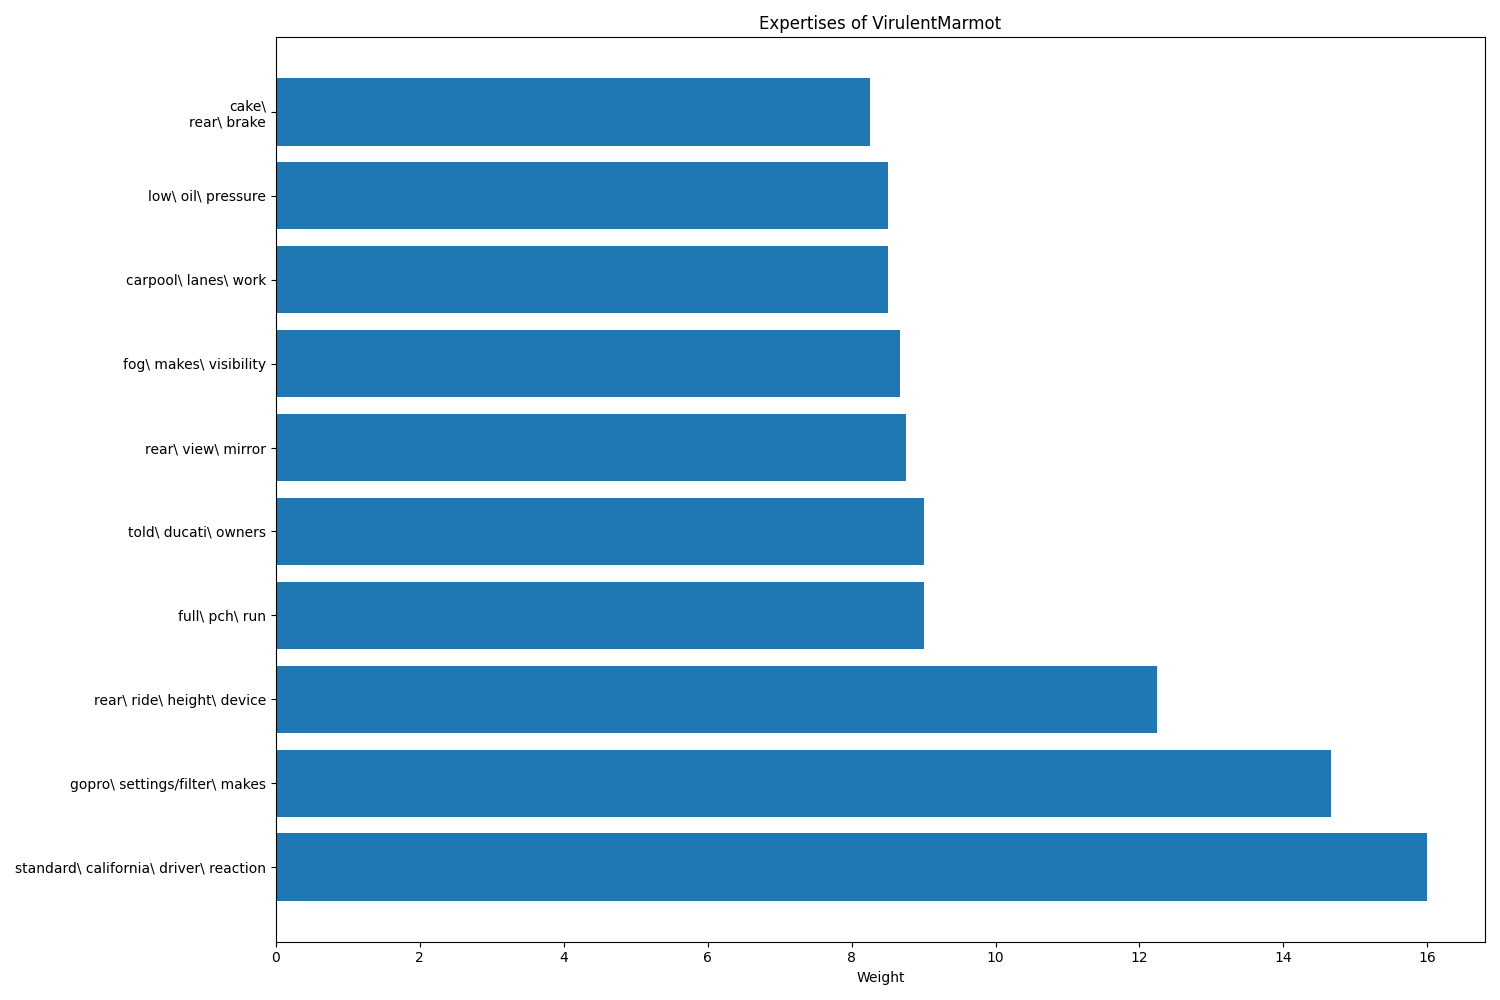 Expertises of VirulentMarmot
cake\
rear\ brake
low\ oil\ pressure
carpool\ lanes\ work
fog\ makes\ visibility
rear\ view\ mirror
told\ ducati\ owners
full\ pch\ run
rear\ ride\ height\ device
gopro\ settings/filter\ makes
standard\ california\ driver\ reaction
0 2 4 6 8 10 12 14 16
Weight